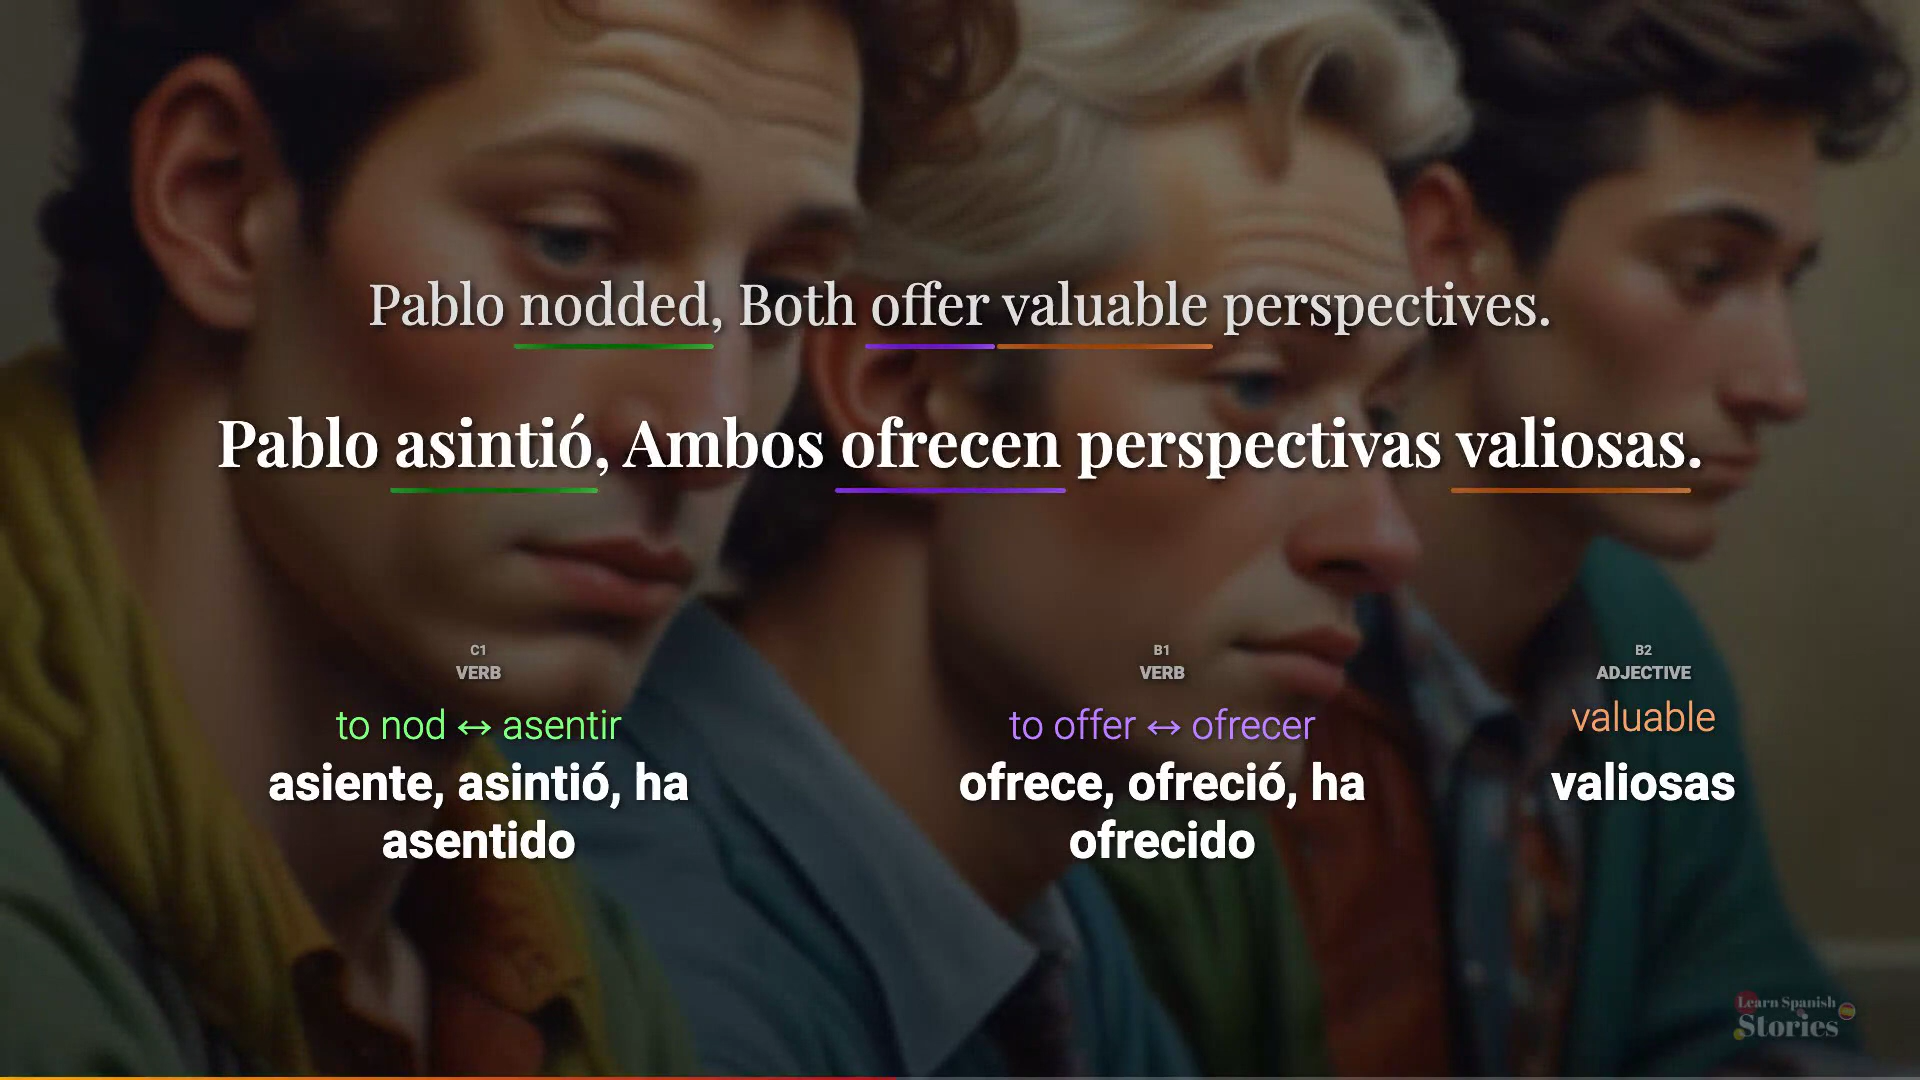 Pablo nodded, Both offer valuable perspectives.
Pablo asintió, Ambos ofrecen perspectivas valiosas.
C1
VERB
to nod ↔ asentir
asiente, asintió, ha
asentido
B1
VERB
to offer ↔ ofrecer
ofrece, ofreció, ha
ofrecido
B2
ADJECTIVE
valuable
valiosas
Learn Spanish
Stories